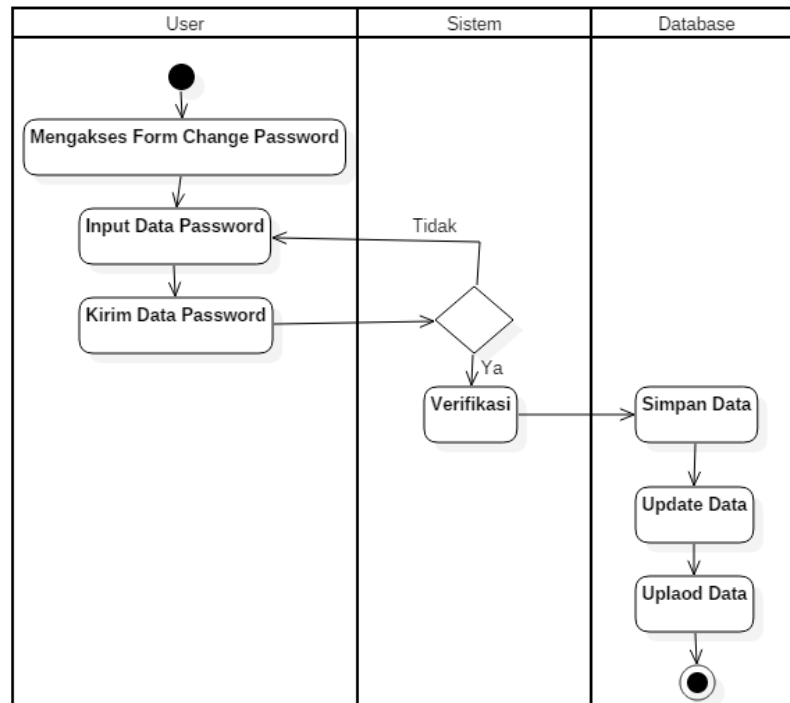 User
Sistem
Database
Mengakses Form Change Password
Input Data Password
Tidak
Kirim Data Password
Ya
Verifikasi
Simpan Data
Update Data
Uplaod Data